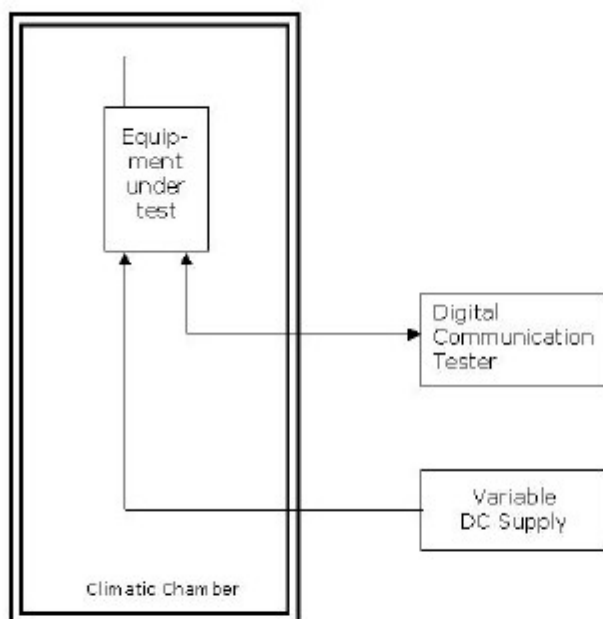 Equip-
ment
under
test
Digital
Communication
Tester
Variable
DC Supply
Climatic Chamber